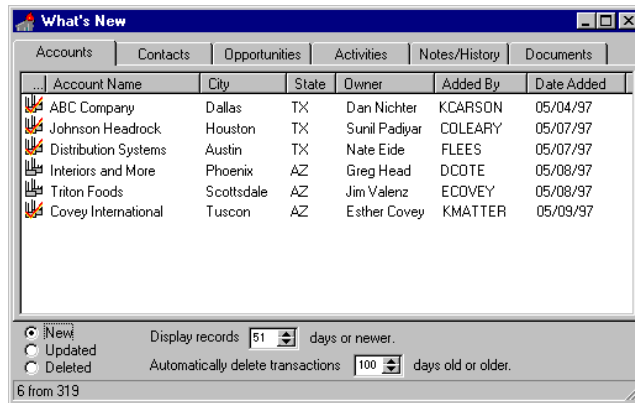 What's New
Accounts Contacts Opportunities Activities Notes/History Documents
... Account Name City State Owner Added By Date Added
ABC Company Dallas TX Dan Nichter KCARSON 05/04/97
Johnson Headrock Houston TX Sunil Padiyar COLEARY 05/07/97
Distribution Systems Austin TX Nate Eide FLEES 05/07/97
Interiors and More Phoenix AZ Greg Head DCOTE 05/08/97
Triton Foods Scottsdale AZ Jim Valenz ECOVEY 05/08/97
Covey International Tuscon AZ Esther Covey KMATTER 05/09/97
New Display records 51 days or newer.
Updated
Deleted Automatically delete transactions 100 days old or older.
6 from 319